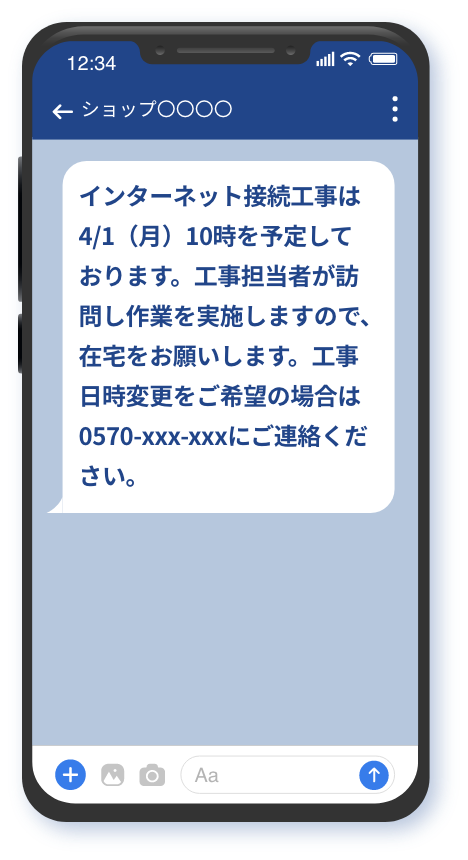 12:34
ショップ〇〇〇〇
インターネット接続工事は
4/1（月）10時を予定して
おります。工事担当者が訪
問し作業を実施しますので、
在宅をお願いします。工事
日時変更をご希望の場合は
0570-xxx-xxxにご連絡くだ
さい。
Aa